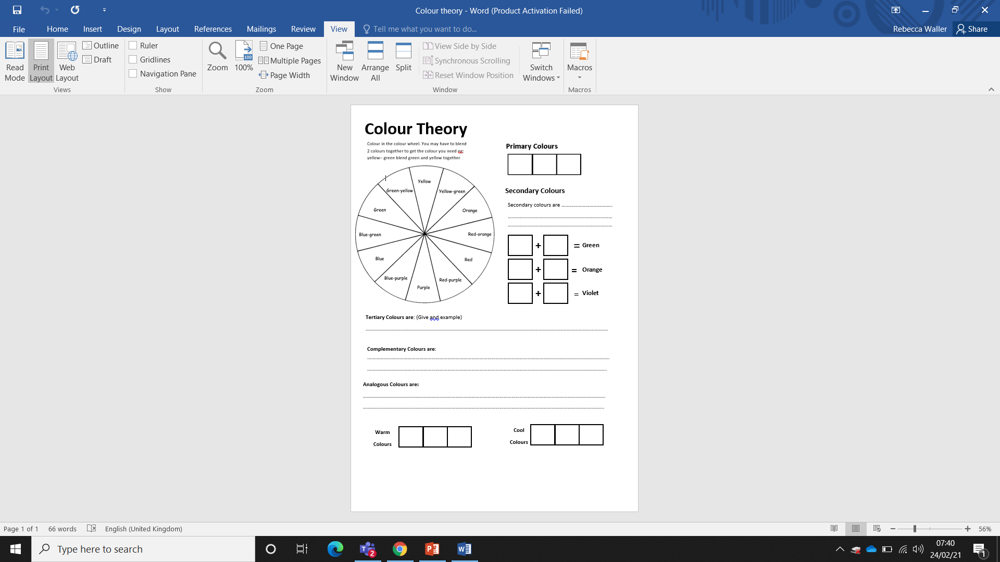 Colour theory - Word (Product Activation Failed)
File Home Insert Design Layout References Mailings Review View Tell me what you want to do... Rebecca Waller Share
Read Mode
Print Layout
Web Layout
Outline
Draft
Views
Ruler
Gridlines
Navigation Pane
Show
Zoom
100
100%
One Page
Multiple Pages
Page Width
Zoom
New Window
Arrange All
Split
View Side by Side
Synchronous Scrolling
Reset Window Position
Window
Switch Windows
Macros
Macros
Colour Theory
Colour in the colour wheel. You may have to blend
2 colours together to get the colour you need eg:
yellow– green blend green and yellow together
Yellow
Yellow-green
Orange
Red-orange
Red
Red-purple
Purple
Blue-purple
Blue
Blue-green
Green
Green-yellow
Primary Colours
Secondary Colours
Secondary colours are ......................................
+ = Green
+ = Orange
+ = Violet
Tertiary Colours are: (Give and example)
Complementary Colours are:
Analogous Colours are:
Warm
Colours
Cool
Colours
Page 1 of 1 66 words English (United Kingdom) 56%
Type here to search
2
07:40
24/02/21
1